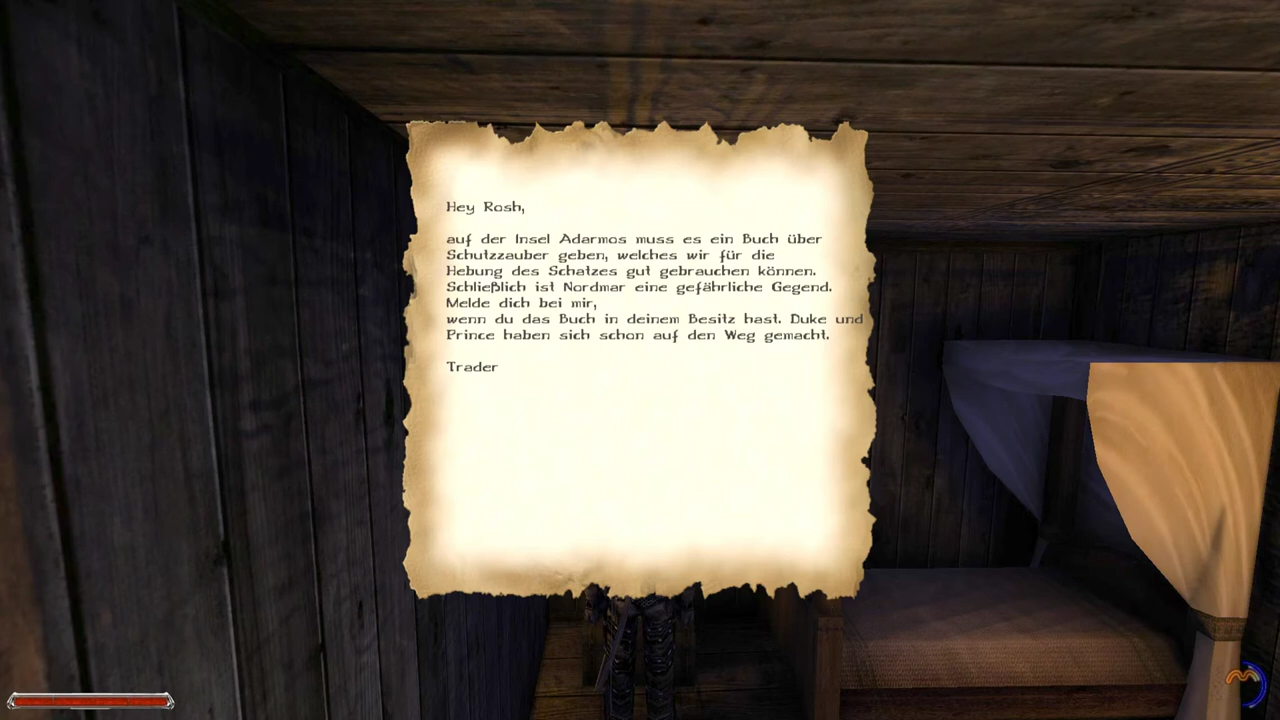 Hey Rosh,
auf der Insel Adarmos muss es ein Buch über
Schutzzauber geben, welches wir für die
Hebung des Schatzes gut gebrauchen können.
Schließlich ist Nordmar eine gefährliche Gegend.
Melde dich bei mir,
wenn du das Buch in deinem Besitz hast. Duke und
Prince haben sich schon auf den Weg gemacht.
Trader